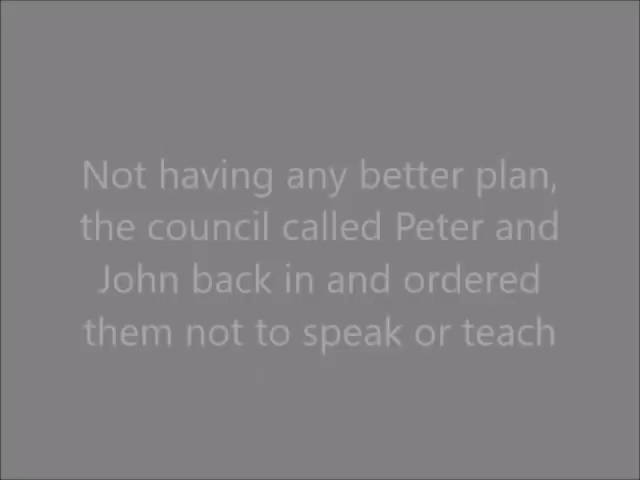 Not having any better plan,
the council called Peter and
John back in and ordered
them not to speak or teach